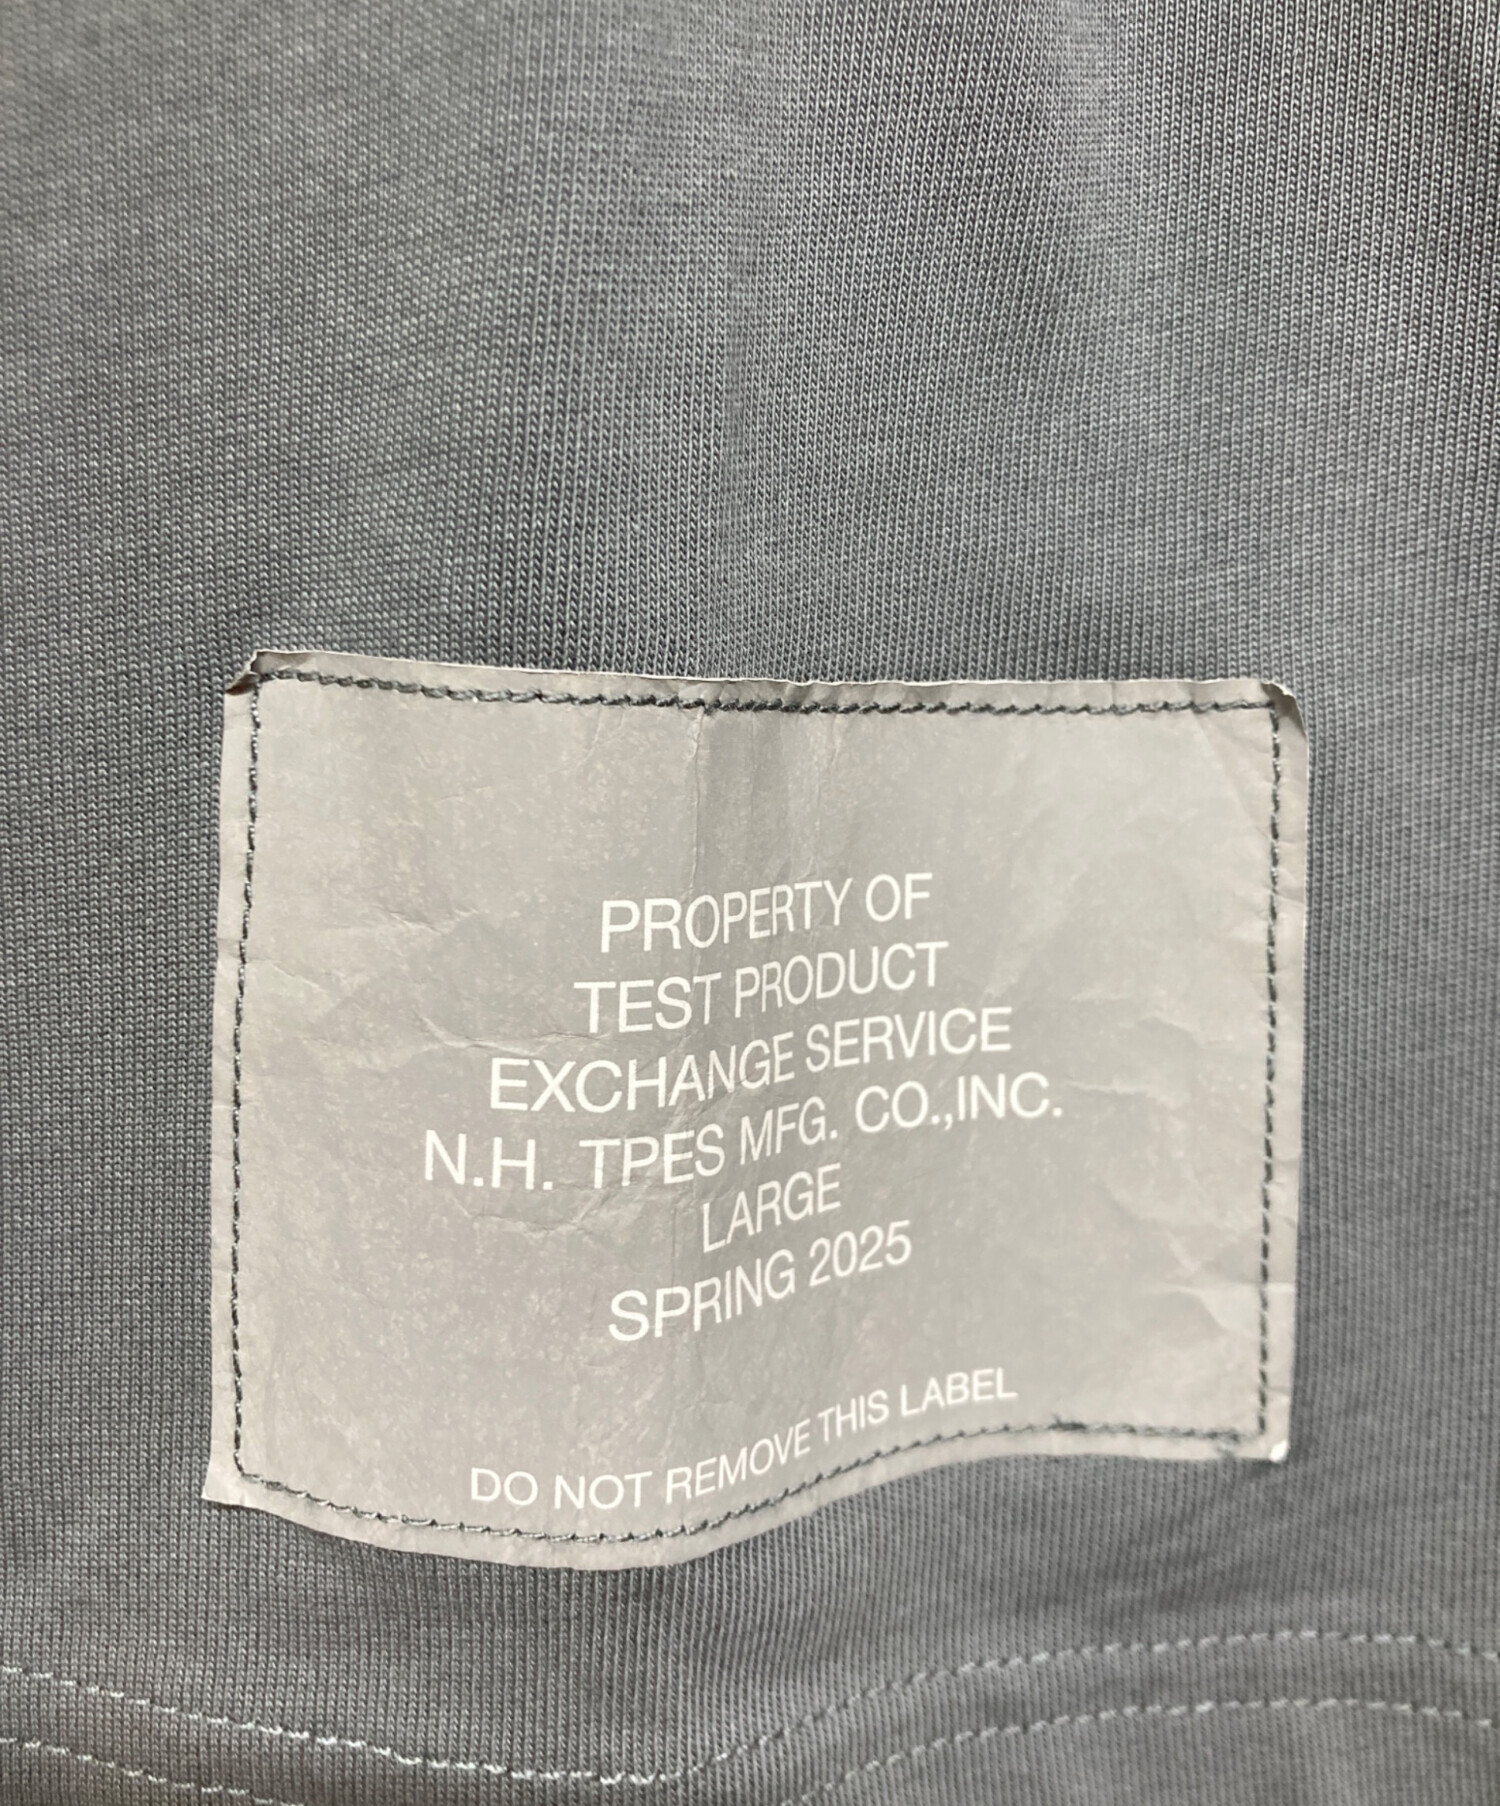 PROPERTY OF
TEST PRODUCT
EXCHANGE SERVICE
N.H. TPES MFG. CO.,INC.
LARGE
SPRING 2025
DO NOT REMOVE THIS LABEL